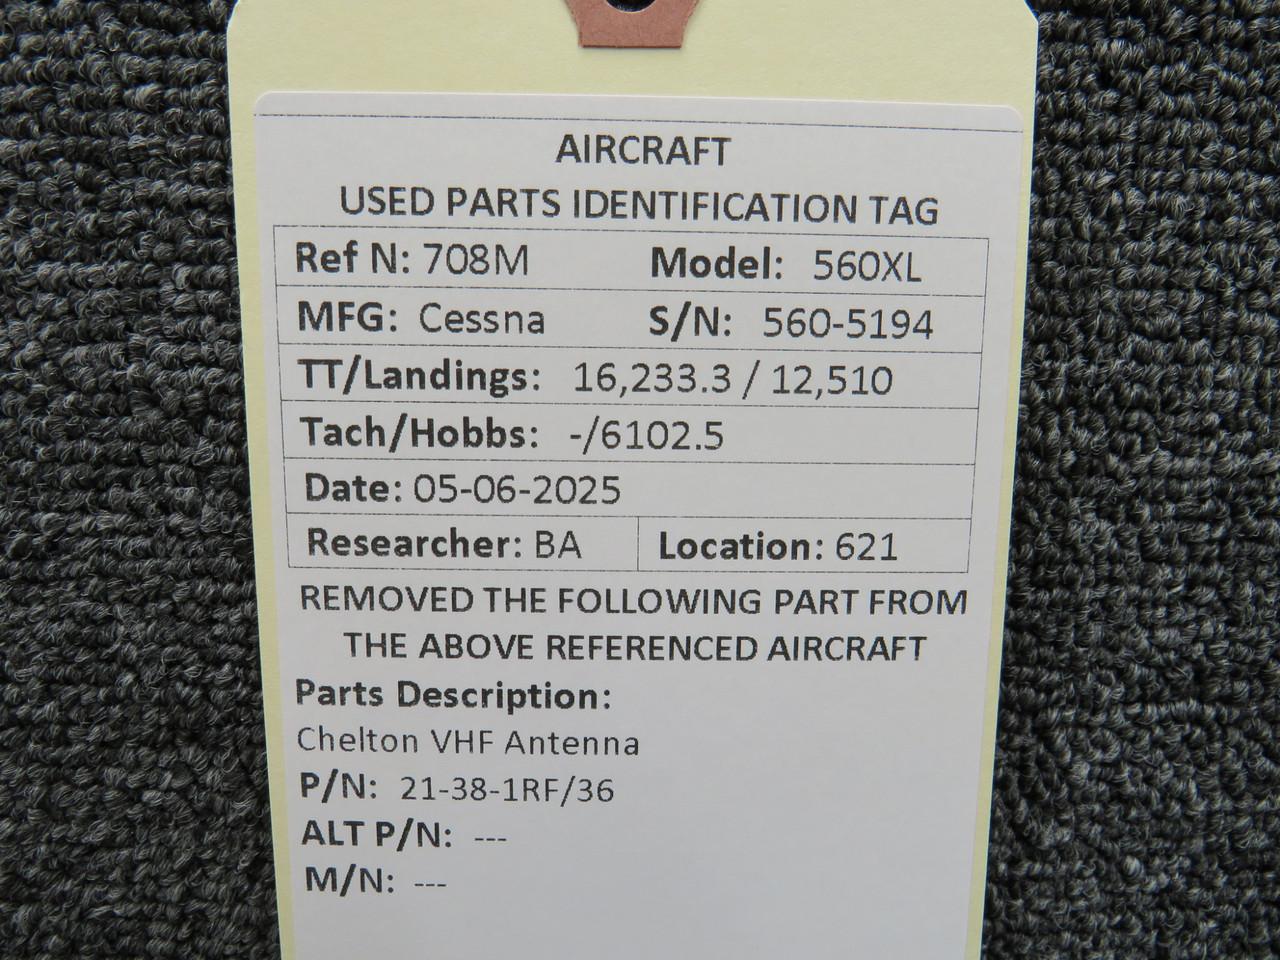 AIRCRAFT
USED PARTS IDENTIFICATION TAG
Ref N: 708M Model: 560XL
MFG: Cessna S/N: 560-5194
TT/Landings: 16,233.3 / 12,510
Tach/Hobbs: -/6102.5
Date: 05-06-2025
Researcher: BA Location: 621
REMOVED THE FOLLOWING PART FROM
THE ABOVE REFERENCED AIRCRAFT
Parts Description:
Chelton VHF Antenna
P/N: 21-38-1RF/36
ALT P/N: ---
M/N: ---